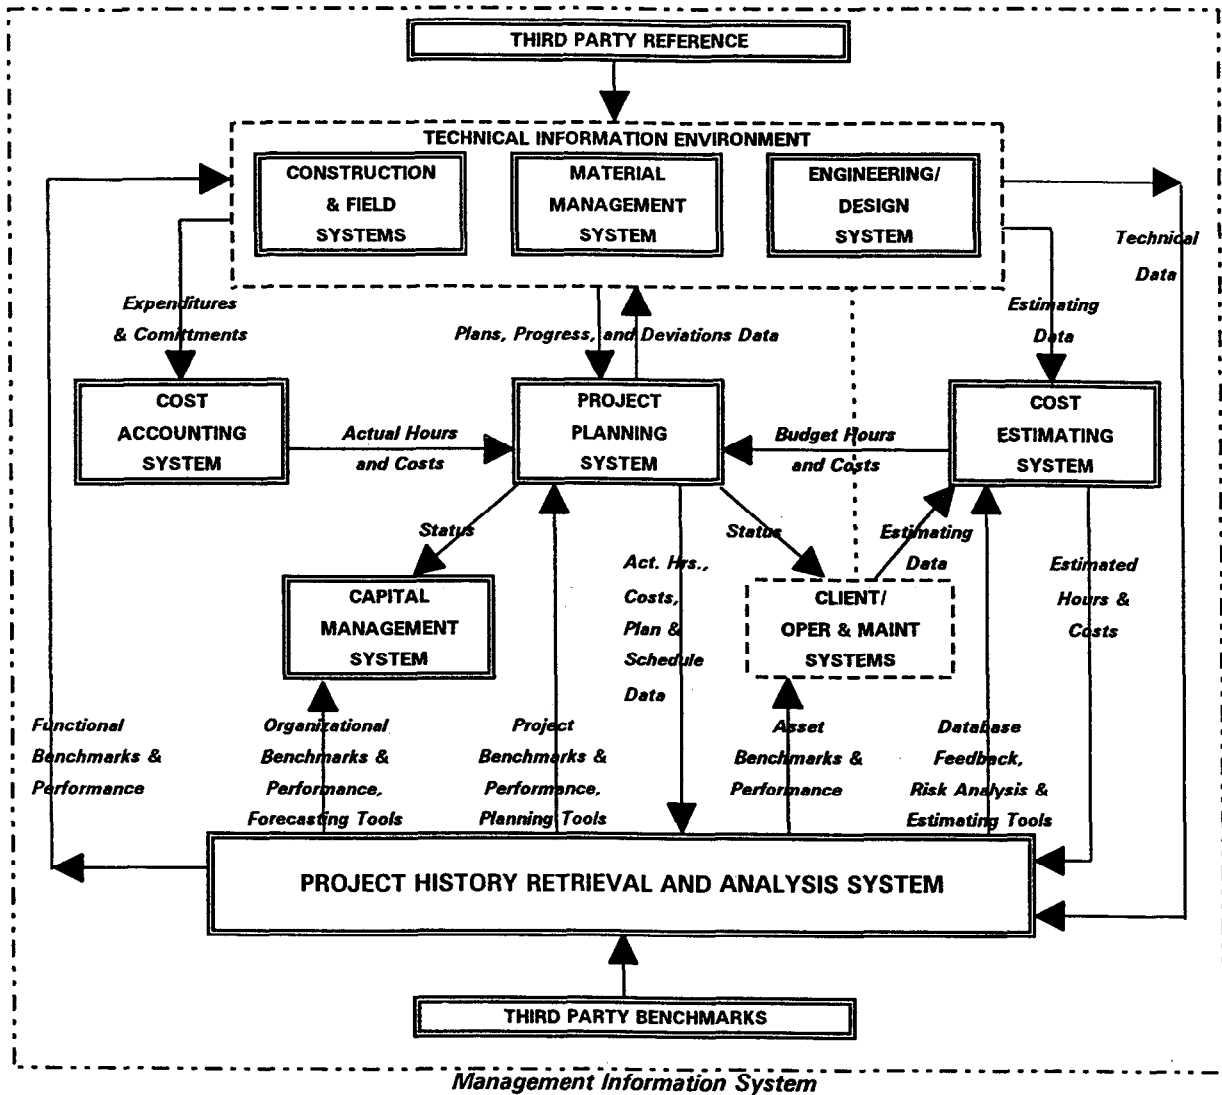 THIRD PARTY REFERENCE
TECHNICAL INFORMATION ENVIRONMENT
CONSTRUCTION
& FIELD
SYSTEMS
MATERIAL
MANAGEMENT
SYSTEM
ENGINEERING/
DESIGN
SYSTEM
Technical
Data
Expenditures
& Comittments
Plans, Progress, and Deviations Data
Estimating
Data
COST
ACCOUNTING
SYSTEM
Actual Hours
and Costs
PROJECT
PLANNING
SYSTEM
Budget Hours
and Costs
COST
ESTIMATING
SYSTEM
Status
Status
Estimating
Data
Act. Hrs.,
Costs,
Plan &
Schedule
Data
Estimated
Hours &
Costs
CAPITAL
MANAGEMENT
SYSTEM
CLIENT/
OPER & MAINT
SYSTEMS
Functional
Benchmarks &
Performance
Organizational
Benchmarks &
Performance,
Forecasting Tools
Project
Benchmarks &
Performance,
Planning Tools
Asset
Benchmarks &
Performance
Database
Feedback,
Risk Analysis &
Estimating Tools
PROJECT HISTORY RETRIEVAL AND ANALYSIS SYSTEM
THIRD PARTY BENCHMARKS
Management Information System